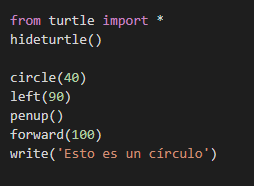 from turtle import *
hideturtle()
circle(40)
left(90)
penup()
forward(100)
write('Esto es un círculo')